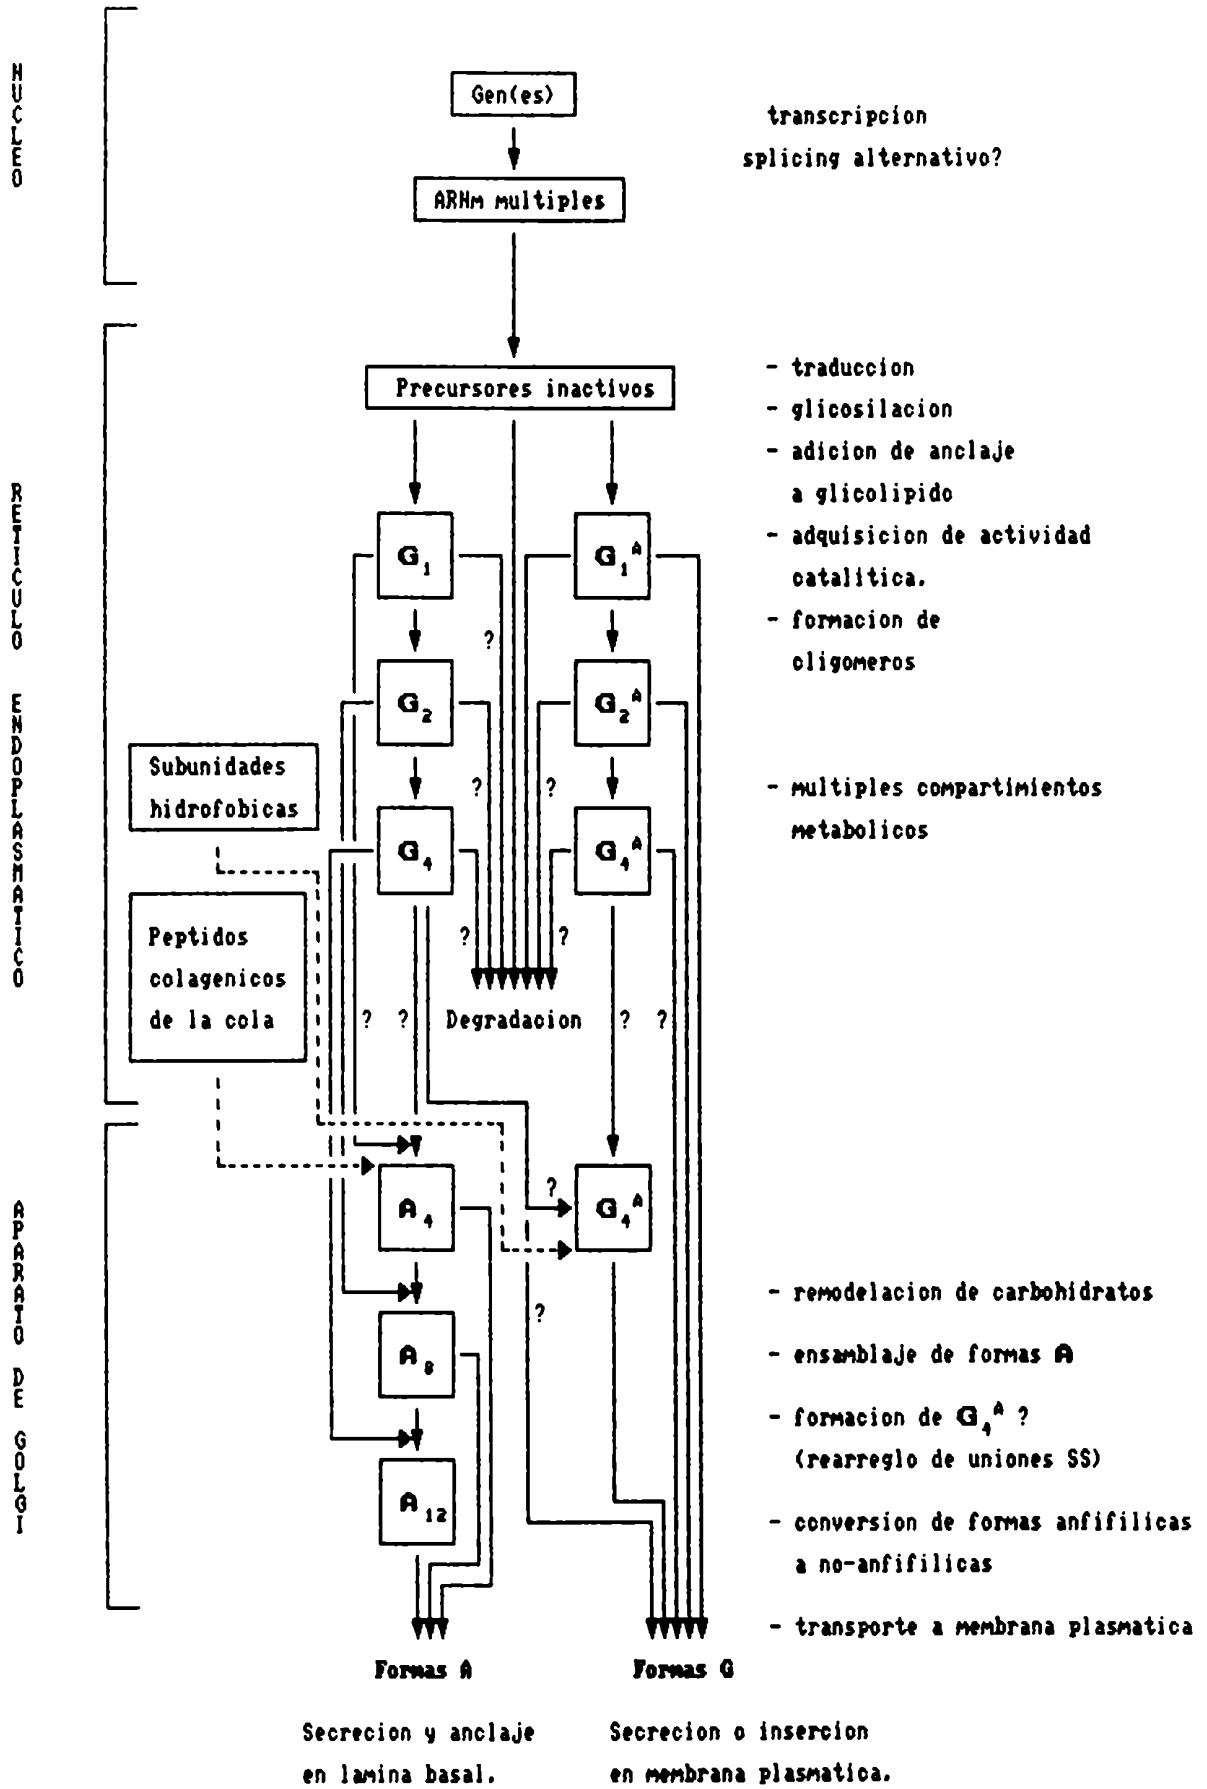 NUCLEO
Gen(es)
transcripcion
splicing alternativo?
ARNm multiples
RETICULO ENDOPLASMATICO
Precursores inactivos
- traduccion
- glicosilacion
- adicion de anclaje
a glicolipido
- adquisicion de actividad
catalitica.
- formacion de
oligomeros
G1
G1A
?
G2
G2A
Subunidades
hidrofobicas
? ?
- multiples compartimientos
metabolicos
G4
G4A
Peptidos
colagenicos
de la cola
? ?
? ? Degradacion ? ?
APARATO DE GOLGI
A4
?
G4A
- remodelacion de carbohidratos
?
A8
- ensamblaje de formas A
- formacion de G4A ?
(rearreglo de uniones SS)
A12
- conversion de formas anfifilicas
a no-anfifilicas
- transporte a membrana plasmatica
Formas A
Formas G
Secrecion y anclaje
en lamina basal.
Secrecion o insercion
en membrana plasmatica.